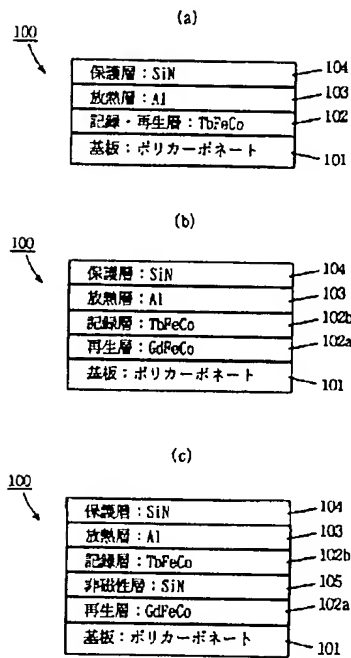 (a)
100
保護層：SiN 104
放熱層：Al 103
記録・再生層：TbFeCo 102
基板：ポリカーボネート 101
(b)
100
保護層：SiN 104
放熱層：Al 103
記録層：TbFeCo 102b
再生層：GdFeCo 102a
基板：ポリカーボネート 101
(c)
100
保護層：SiN 104
放熱層：Al 103
記録層：TbFeCo 102b
非磁性層：SiN 105
再生層：GdFeCo 102a
基板：ポリカーボネート 101